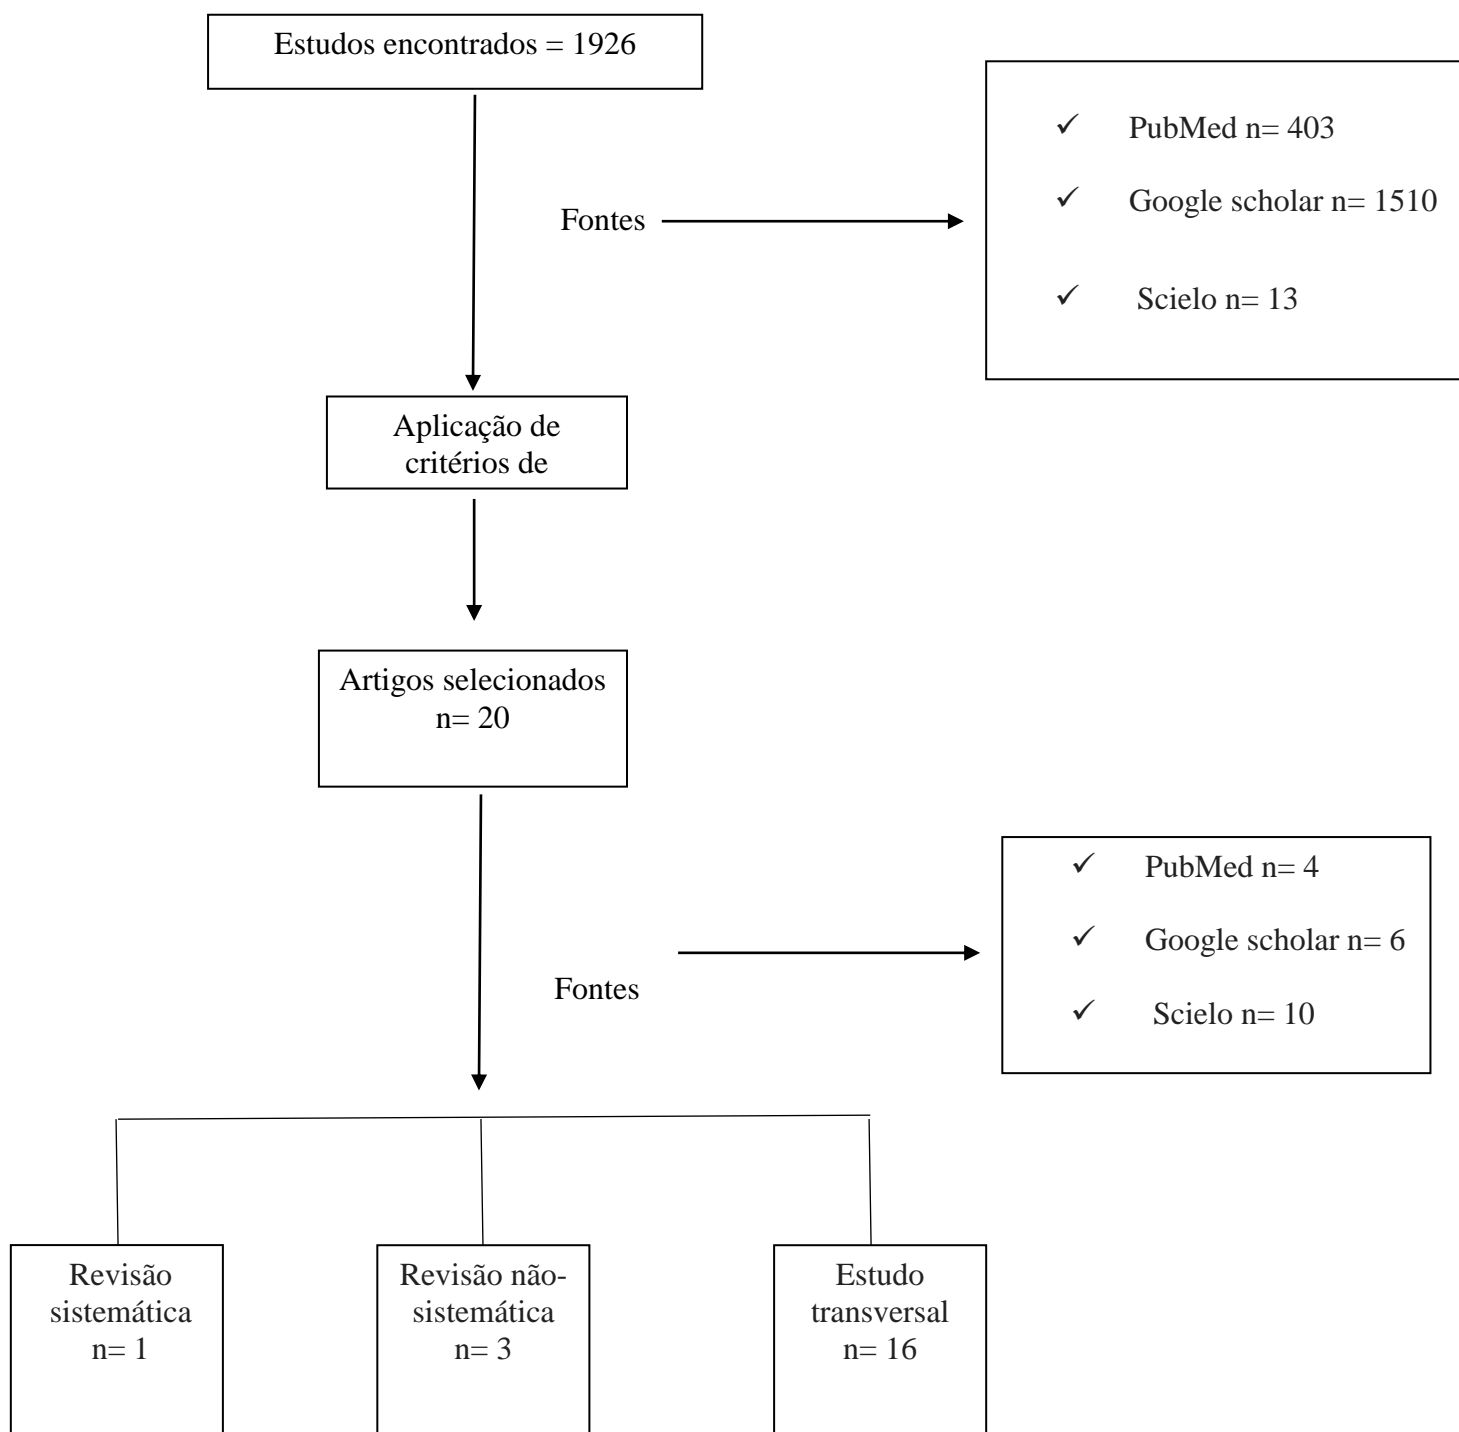 Estudos encontrados = 1926
✓ PubMed n= 403
✓ Google scholar n= 1510
✓ Scielo n= 13
Fontes
Aplicação de
critérios de
Artigos selecionados
n= 20
✓ PubMed n= 4
✓ Google scholar n= 6
✓ Scielo n= 10
Fontes
Revisão
sistemática
n= 1
Revisão não-
sistemática
n= 3
Estudo
transversal
n= 16